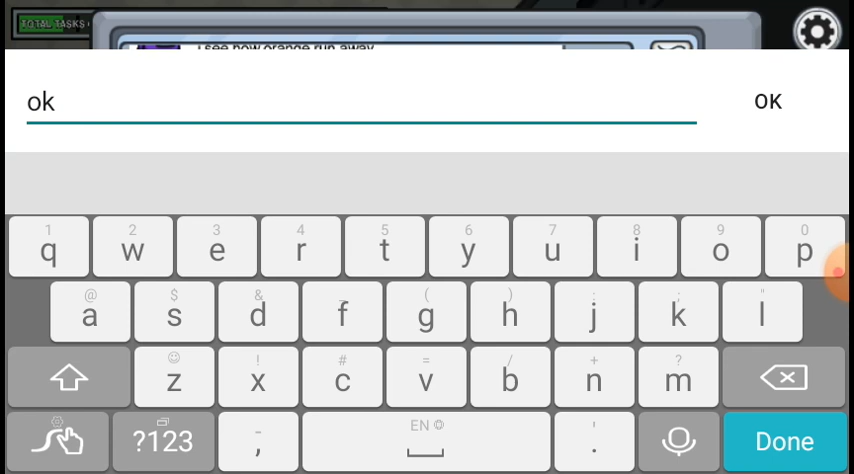 TOTAL TASKS
i see how orange run away
ok
OK
1 2 3 4 5 6 7 8 9 0
q w e r t y u i o p
@ $ & _ ( ) : ; "
a s d f g h j k l
! # = / + ?
z x c v b n m
EN
?123 , . Done